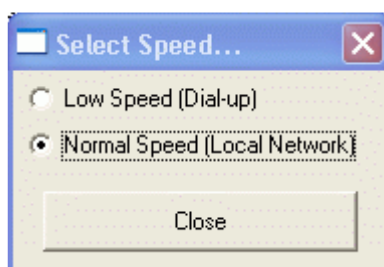 Select Speed...
Low Speed (Dial-up)
Normal Speed (Local Network)
Close